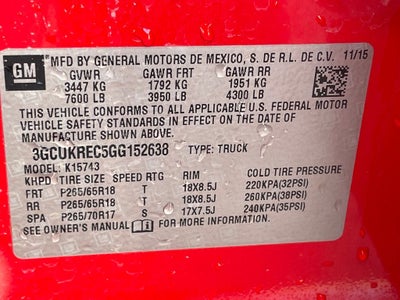 GM
MFD BY GENERAL MOTORS DE MEXICO, S. DE R.L. DE C.V. 11/15
GVWR GAWR FRT GAWR RR
3447 KG 1792 KG 1951 KG
7600 LB 3950 LB 4300 LB
THIS VEHICLE CONFORMS TO ALL APPLICABLE U.S. FEDERAL MOTOR
VEHICLE SAFETY AND THEFT PREVENTION STANDARDS IN EFFECT ON
THE DATE OF MANUFACTURE SHOWN ABOVE.
3GCUKREC5GG152638 TYPE: TRUCK
MODEL: K15743
KHPD TIRE SIZE SPEED RTG RIM COLD TIRE PRESSURE
FRT P265/65R18 T 18X8.5J 220KPA(32PSI)
RR P265/65R18 T 18X8.5J 260KPA(38PSI)
SPA P265/70R17 T 17X7.5J 240KPA(35PSI)
SEE OWNER'S MANUAL FOR MORE INFORMATION.